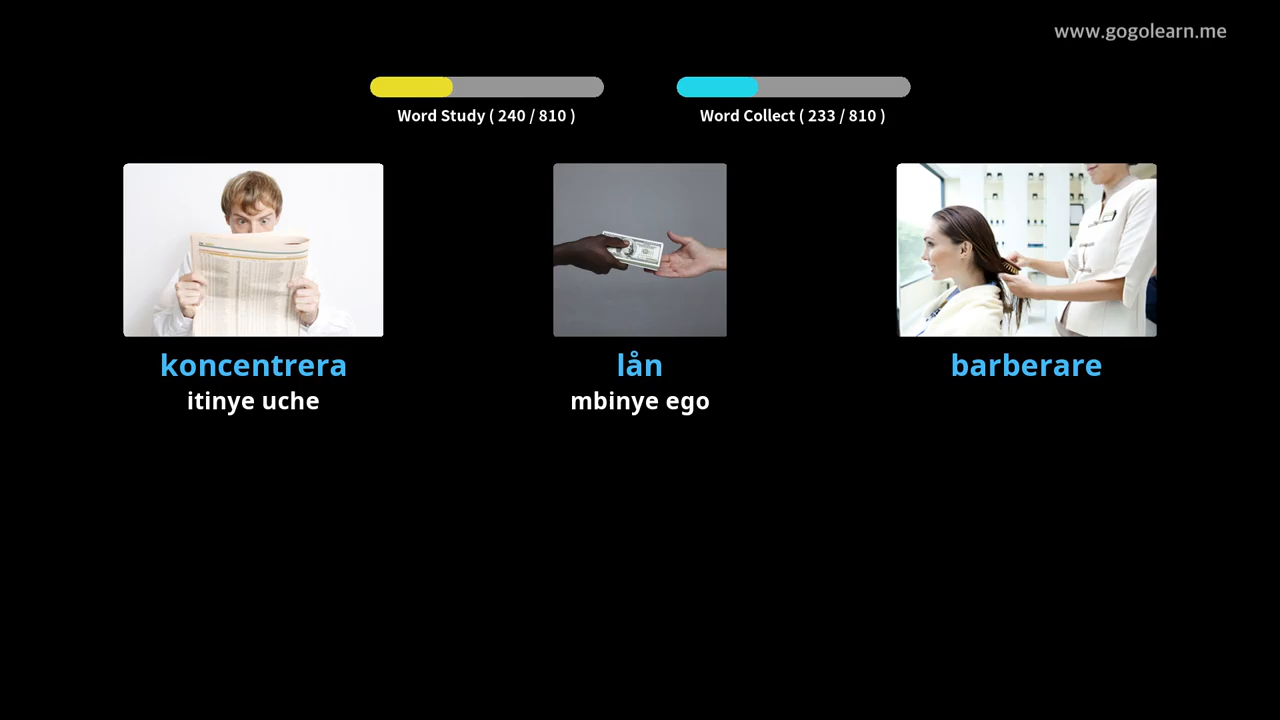 www.gogolearn.me
Word Study ( 240 / 810 )
Word Collect ( 233 / 810 )
koncentrera
itinye uche
lån
mbinye ego
barberare